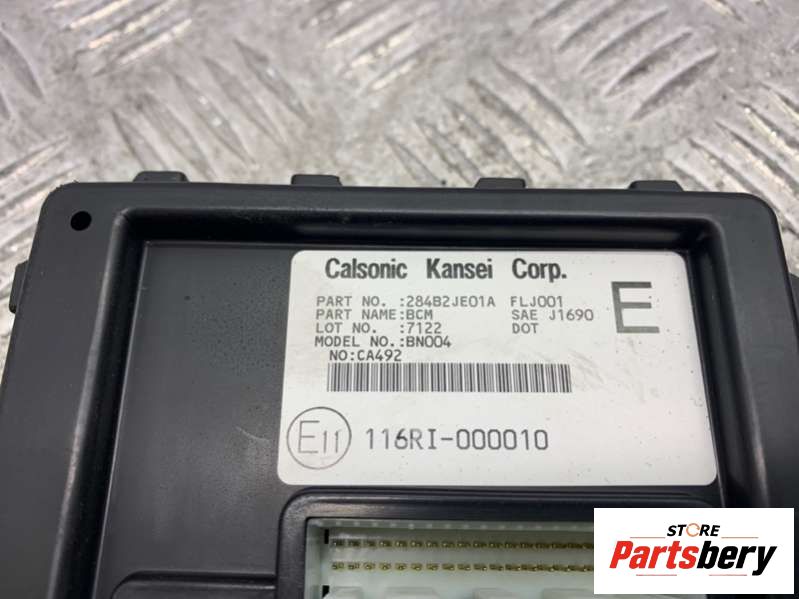 Calsonic Kansei Corp.
PART NO. :284B2JE01A FLJ001
PART NAME:BCM SAE J1690
LOT NO. :7122 DOT
MODEL NO.:BN004
NO:CA492
E
E11 116RI-000010
STORE
Partsbery